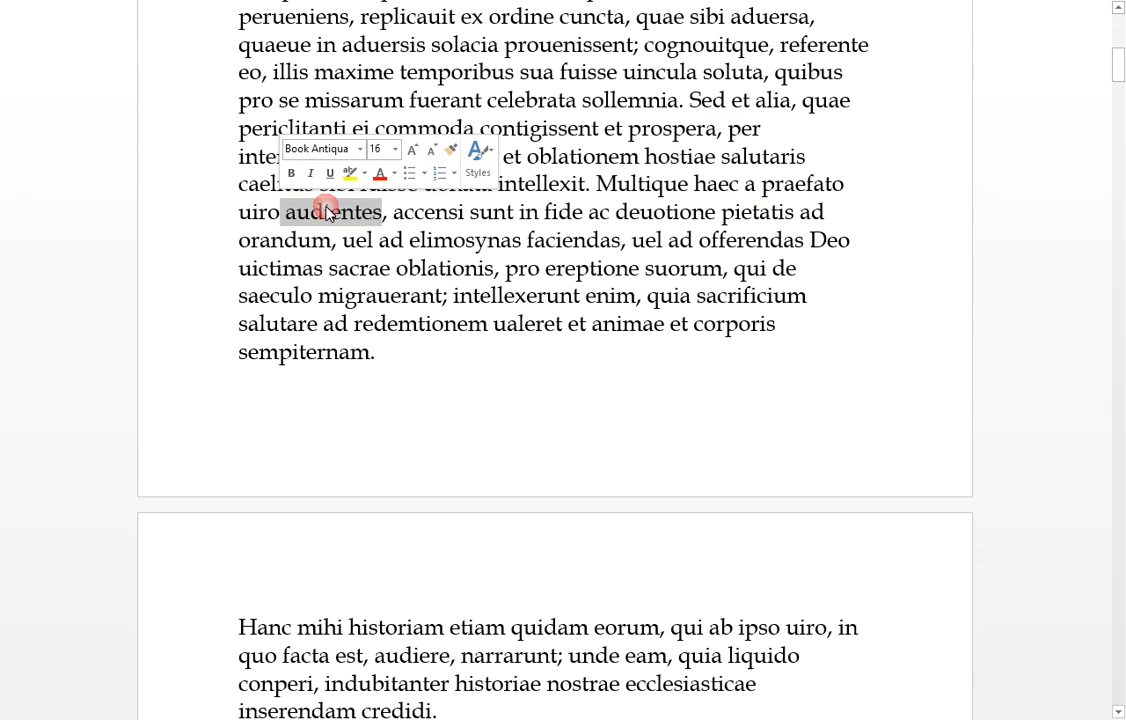 perueniens, replicauit ex ordine cuncta, quae sibi aduersa,
quaeue in aduersis solacia prouenissent; cognouitque, referente
eo, illis maxime temporibus sua fuisse uincula soluta, quibus
pro se missarum fuerant celebrata sollemnia. Sed et alia, quae
periclitanti ei commoda contigissent et prospera, per
Book Antiqua 16
et oblationem hostiae salutaris
B I U ab A Styles
intellexit. Multique haec a praefato
uiro audientes, accensi sunt in fide ac deuotione pietatis ad
orandum, uel ad elimosynas faciendas, uel ad offerendas Deo
uictimas sacrae oblationis, pro ereptione suorum, qui de
saeculo migrauerant; intellexerunt enim, quia sacrificium
salutare ad redemtionem ualeret et animae et corporis
sempiternam.
Hanc mihi historiam etiam quidam eorum, qui ab ipso uiro, in
quo facta est, audiere, narrarunt; unde eam, quia liquido
conperi, indubitanter historiae nostrae ecclesiasticae
inserendam credidi.